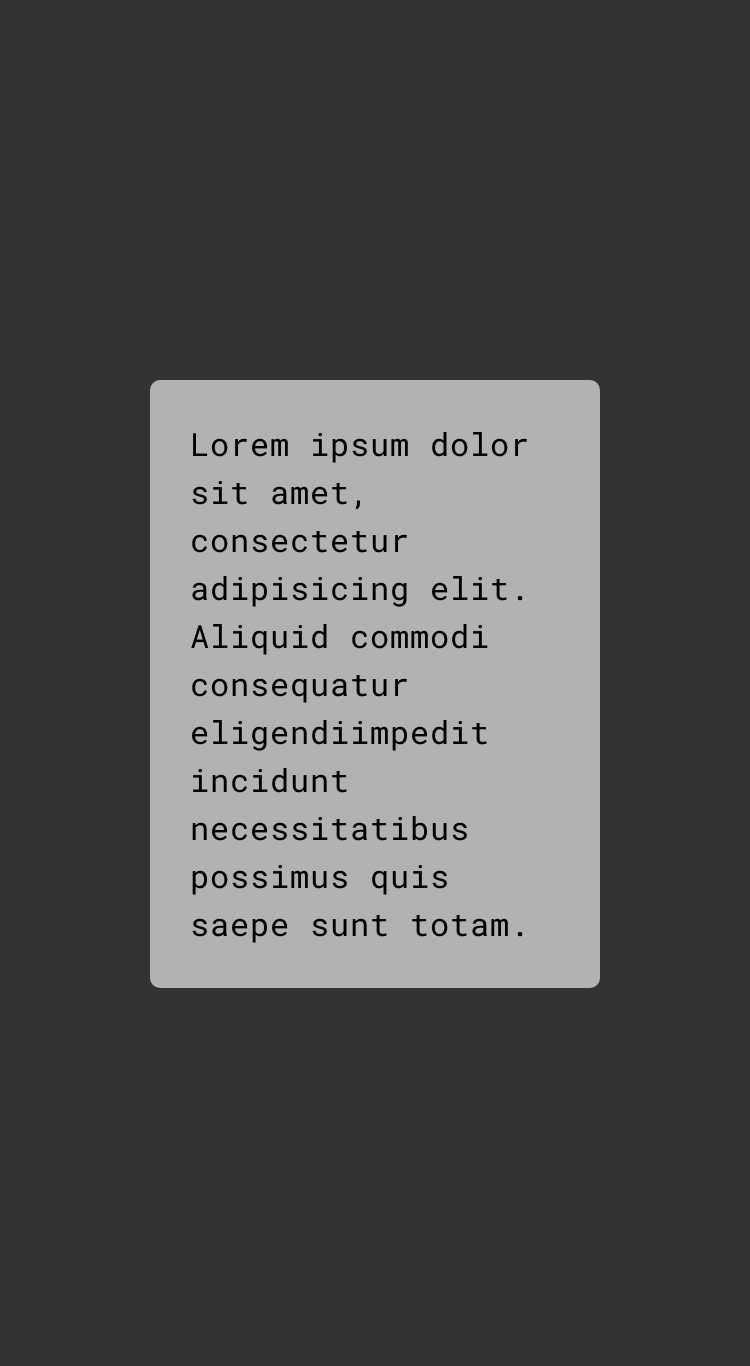 Lorem ipsum dolor
sit amet,
consectetur
adipisicing elit.
Aliquid commodi
consequatur
eligendiimpedit
incidunt
necessitatibus
possimus quis
saepe sunt totam.